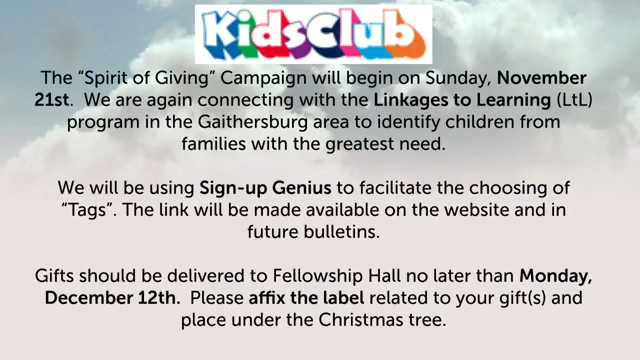 KidsClub
The “Spirit of Giving” Campaign will begin on Sunday, November
21st.  We are again connecting with the Linkages to Learning (LtL)
program in the Gaithersburg area to identify children from
families with the greatest need.
We will be using Sign-up Genius to facilitate the choosing of
“Tags”. The link will be made available on the website and in
future bulletins.
Gifts should be delivered to Fellowship Hall no later than Monday,
December 12th.  Please affix the label related to your gift(s) and
place under the Christmas tree.